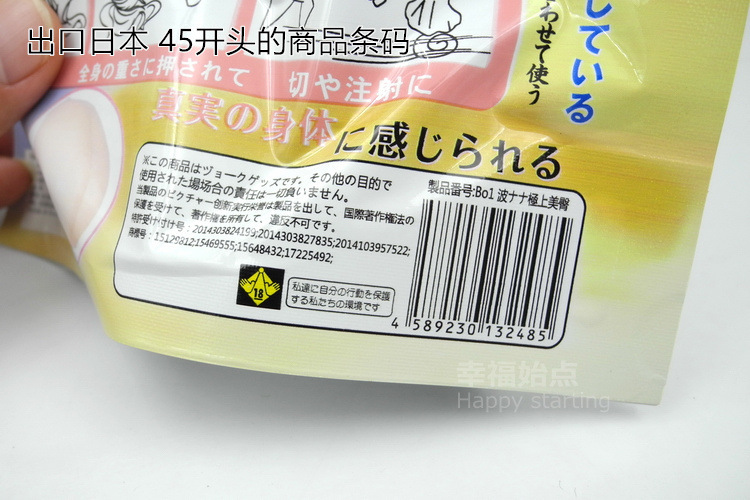 出口日本 45开头的商品条码
している
わせて使う
全身の重さに押されて
切や注射に
真実の身体に感じられる
※この商品はヅョークゲッズです。その他の目的で
使用された場場合の責任は一切負いません。
当製品のピクチャー创新実行栄誉は製品を出して、国際著作権法の
保護を受けて、著作権を所有して、違反不可です。
特許受け付け号：2014303824199;2014303827835;2014103957522;
商標号：15129812;15469555;15648432;17225492;
18
私達に自分の行動を保護
する私たちの環境です
製品番号:Bo1 波ナナ極上美臀
4 589230 132485
幸福始点
Happy starting